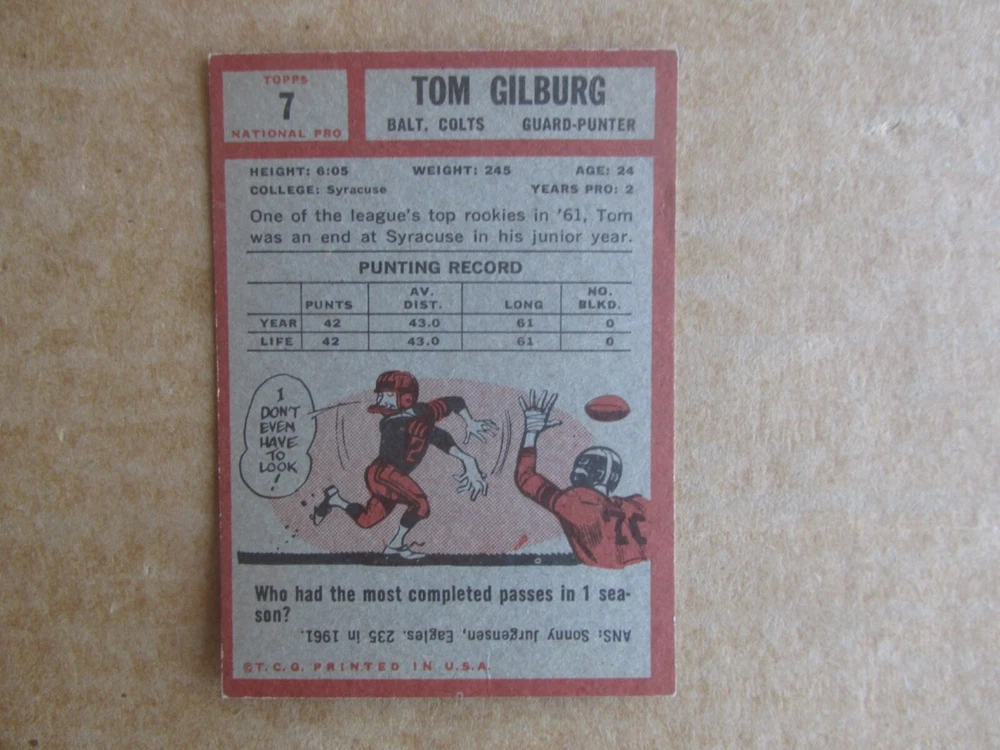 TOPPS
7
NATIONAL PRO
TOM GILBURG
BALT. COLTS GUARD-PUNTER
HEIGHT: 6:05 WEIGHT: 245 AGE: 24
COLLEGE: Syracuse YEARS PRO: 2
One of the league's top rookies in '61, Tom
was an end at Syracuse in his junior year.
PUNTING RECORD
PUNTS AV. DIST. LONG NO. BLKD.
YEAR 42 43.0 61 0
LIFE 42 43.0 61 0
I
DON'T
EVEN
HAVE
TO
LOOK
!
2
70
Who had the most completed passes in 1 sea-
son?
ANS: Sonny Jurgensen, Eagles. 235 in 1961.
©T.C.G. PRINTED IN U.S.A.